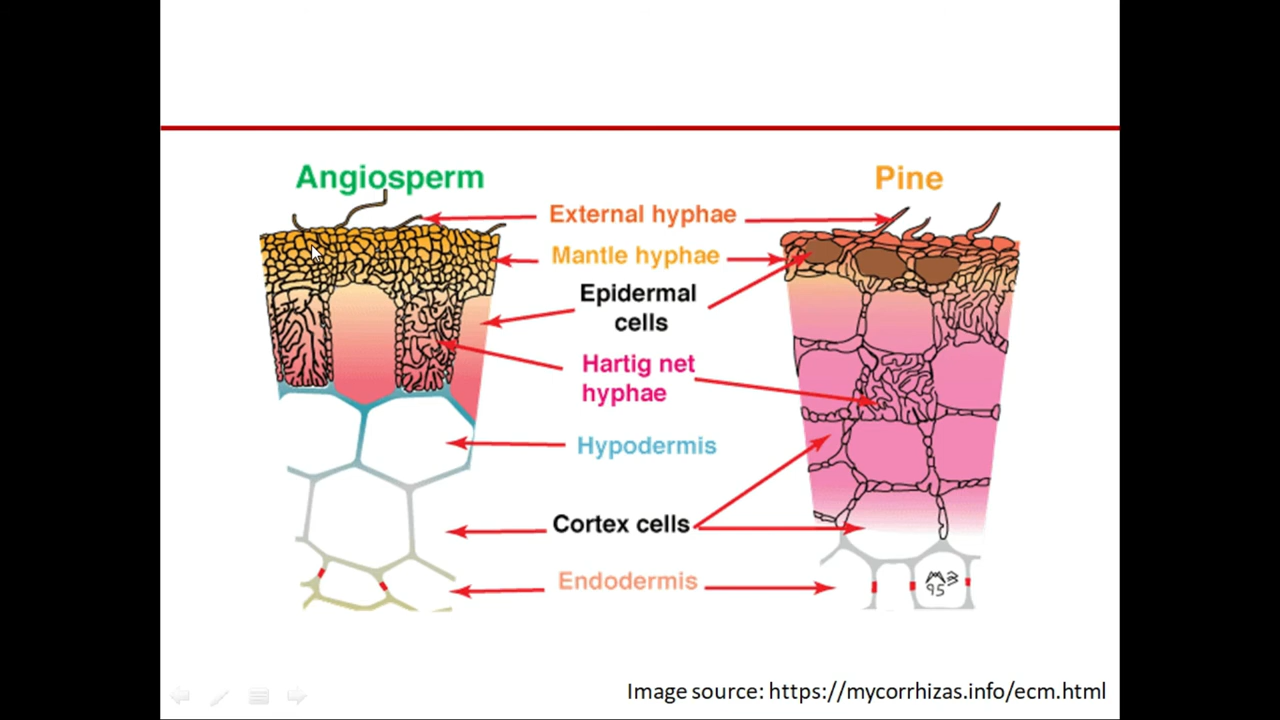 Angiosperm
Pine
External hyphae
Mantle hyphae
Epidermal
cells
Hartig net
hyphae
Hypodermis
Cortex cells
Endodermis
95
Image source: https://mycorrhizas.info/ecm.html